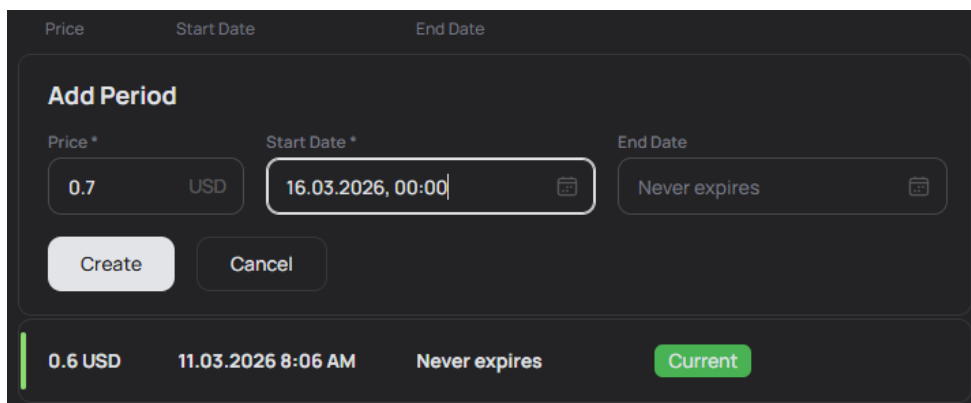 Price Start Date End Date
Add Period
Price * Start Date * End Date
0.7 USD 16.03.2026, 00:00 Never expires
Create Cancel
0.6 USD 11.03.2026 8:06 AM Never expires Current